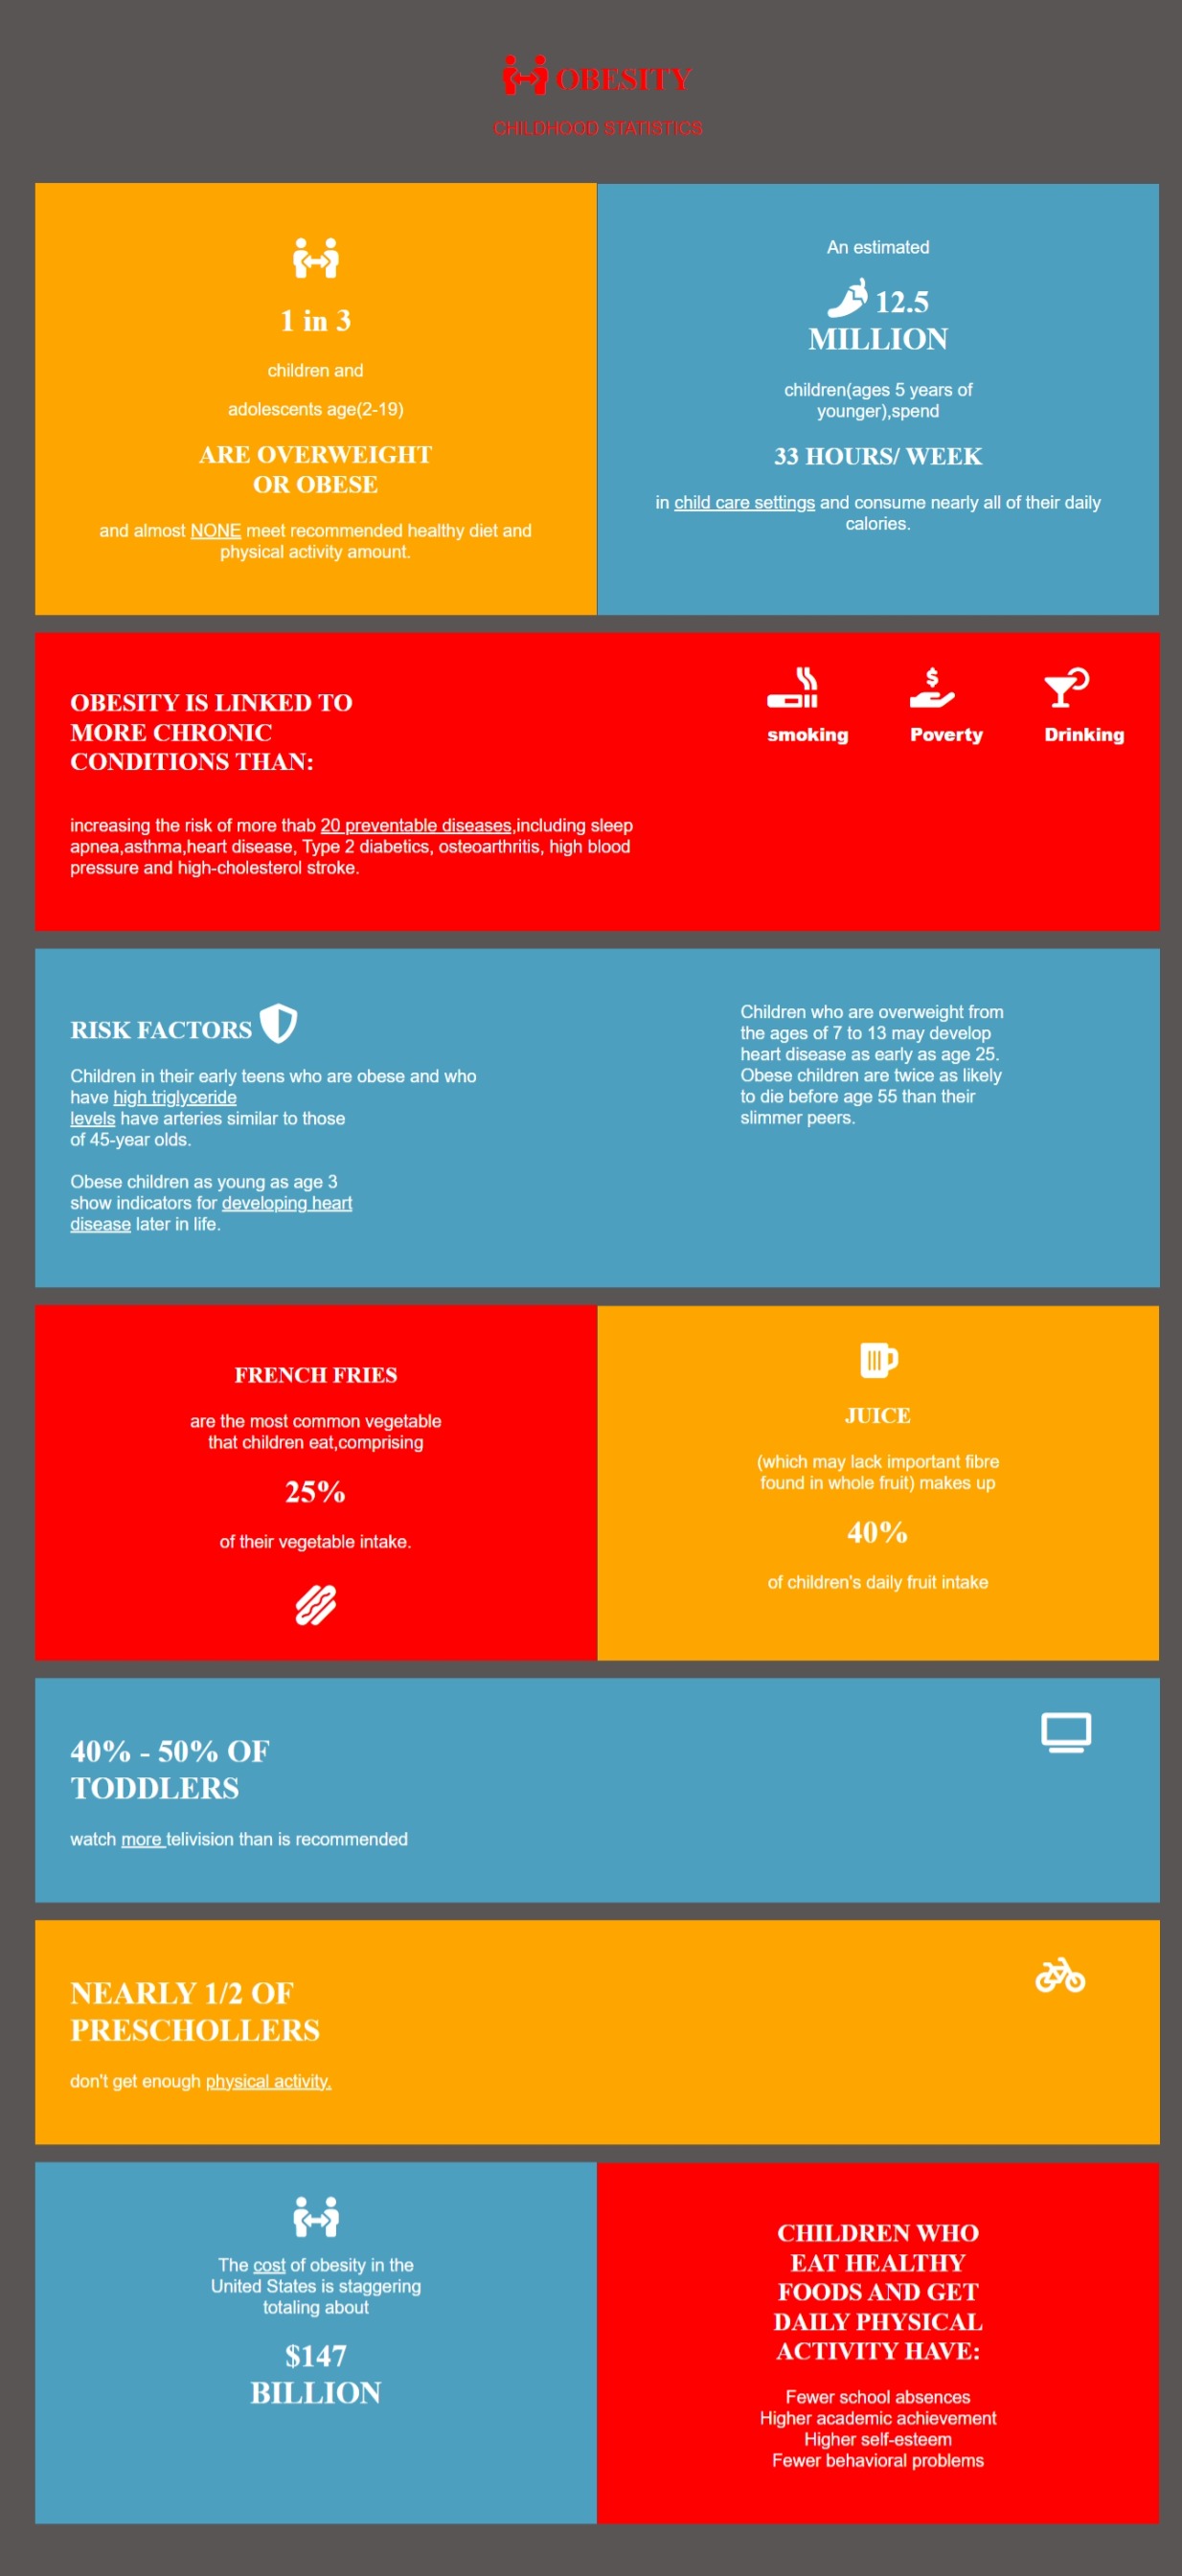 OBESITY
CHILDHOOD STATISTICS
1 in 3
children and
adolescents age(2-19)
ARE OVERWEIGHT
OR OBESE
and almost NONE meet recommended healthy diet and
physical activity amount.
An estimated
12.5
MILLION
children(ages 5 years of
younger),spend
33 HOURS/ WEEK
in child care settings and consume nearly all of their daily
calories.
OBESITY IS LINKED TO
MORE CHRONIC
CONDITIONS THAN:
smoking
Poverty
Drinking
increasing the risk of more thab 20 preventable diseases,including sleep
apnea,asthma,heart disease, Type 2 diabetics, osteoarthritis, high blood
pressure and high-cholesterol stroke.
RISK FACTORS
Children in their early teens who are obese and who
have high triglyceride
levels have arteries similar to those
of 45-year olds.
Obese children as young as age 3
show indicators for developing heart
disease later in life.
Children who are overweight from
the ages of 7 to 13 may develop
heart disease as early as age 25.
Obese children are twice as likely
to die before age 55 than their
slimmer peers.
FRENCH FRIES
are the most common vegetable
that children eat,comprising
25%
of their vegetable intake.
JUICE
(which may lack important fibre
found in whole fruit) makes up
40%
of children's daily fruit intake
40% - 50% OF
TODDLERS
watch more telivision than is recommended
NEARLY 1/2 OF
PRESCHOLLERS
don't get enough physical activity.
The cost of obesity in the
United States is staggering
totaling about
$147
BILLION
CHILDREN WHO
EAT HEALTHY
FOODS AND GET
DAILY PHYSICAL
ACTIVITY HAVE:
Fewer school absences
Higher academic achievement
Higher self-esteem
Fewer behavioral problems